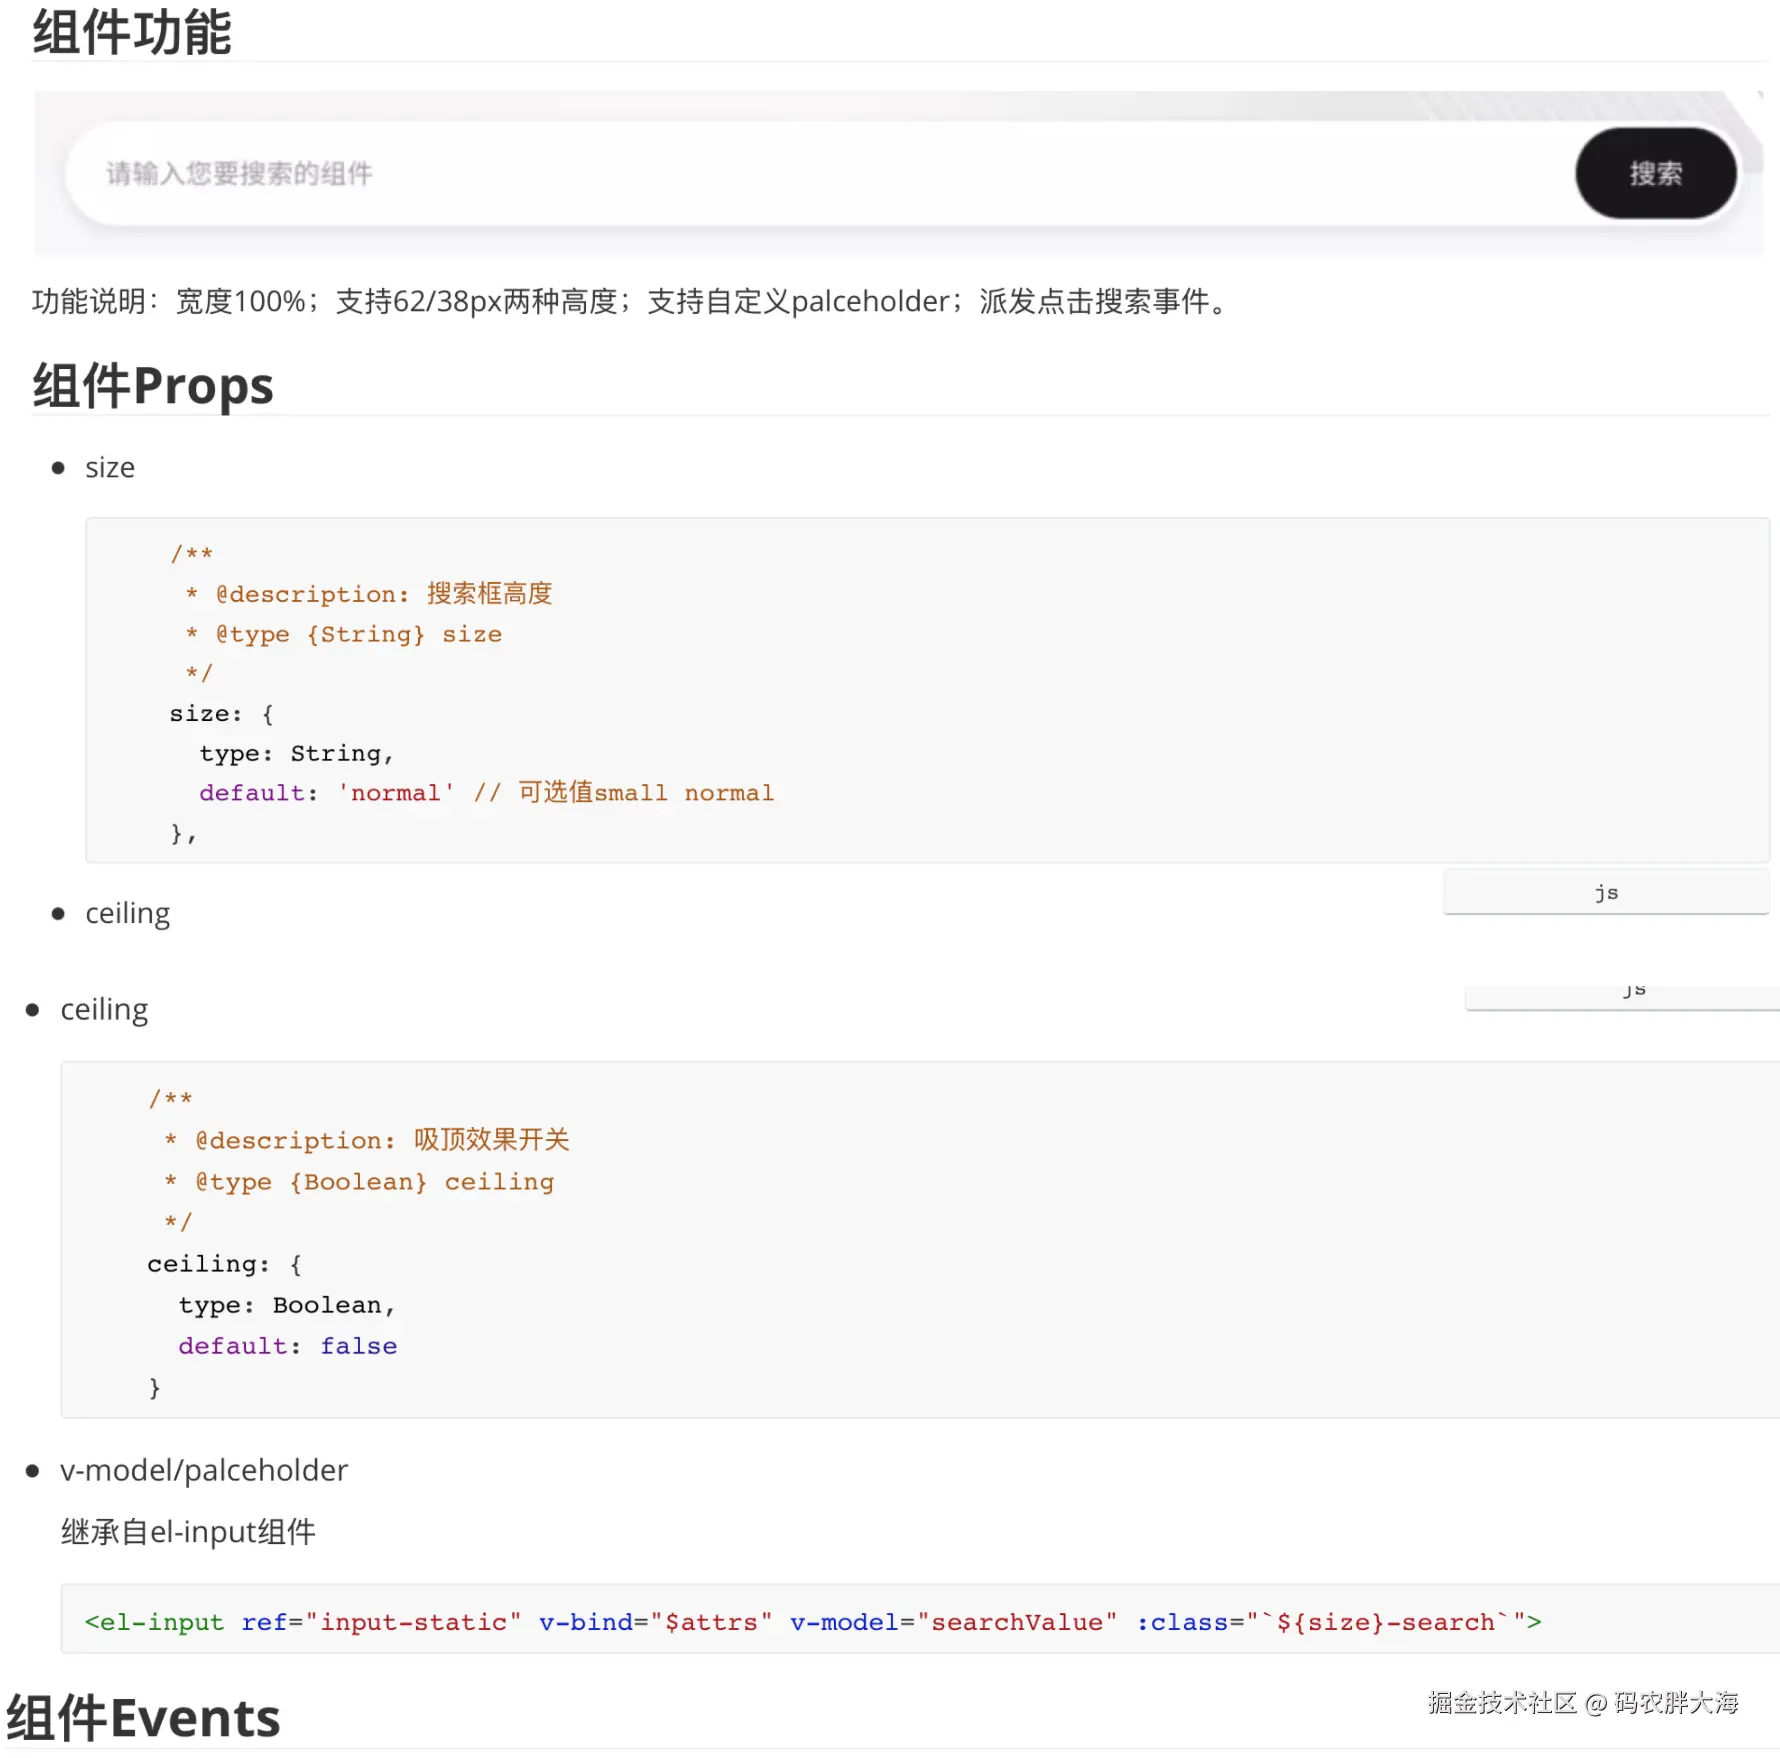 组件功能
请输入您要搜索的组件
搜索
功能说明：宽度100%；支持62/38px两种高度；支持自定义palceholder；派发点击搜索事件。
组件Props
size
/**
* @description: 搜索框高度
* @type {String} size
*/
size: {
type: String,
default: 'normal' // 可选值small normal
},
js
ceiling
js
ceiling
/**
* @description: 吸顶效果开关
* @type {Boolean} ceiling
*/
ceiling: {
type: Boolean,
default: false
}
v-model/palceholder
继承自el-input组件
<el-input ref="input-static" v-bind="$attrs" v-model="searchValue" :class="`${size}-search`">
组件Events
掘金技术社区 @ 码农胖大海